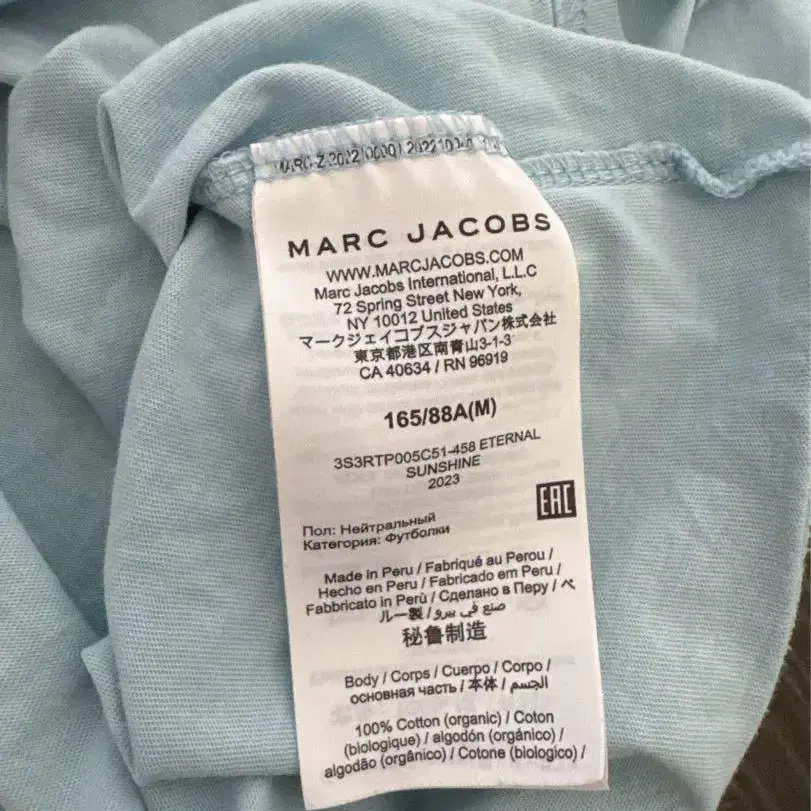 MARC JACOBS
WWW.MARCJACOBS.COM
Marc Jacobs International, L.L.C
72 Spring Street New York,
NY 10012 United States
マークジェイコブスジャパン株式会社
東京都港区南青山3-1-3
CA 40634 / RN 96919
165/88A(M)
3S3RTP005C51-458 ETERNAL
SUNSHINE
2023
EAC
Пол: Нейтральный
Категория: Футболки
Made in Peru / Fabriqué au Perou /
Hecho en Peru / Fabricado em Peru /
Fabbricato in Perù / Сделано в Перу / ペ
ルー製 / صنع في بيرو
秘鲁制造
Body / Corps / Cuerpo / Corpo /
основная часть / 本体 / الجسم
100% Cotton (organic) / Coton
(biologique) / algodón (orgánico) /
algodão (orgânico) / Cotone (biologico) /